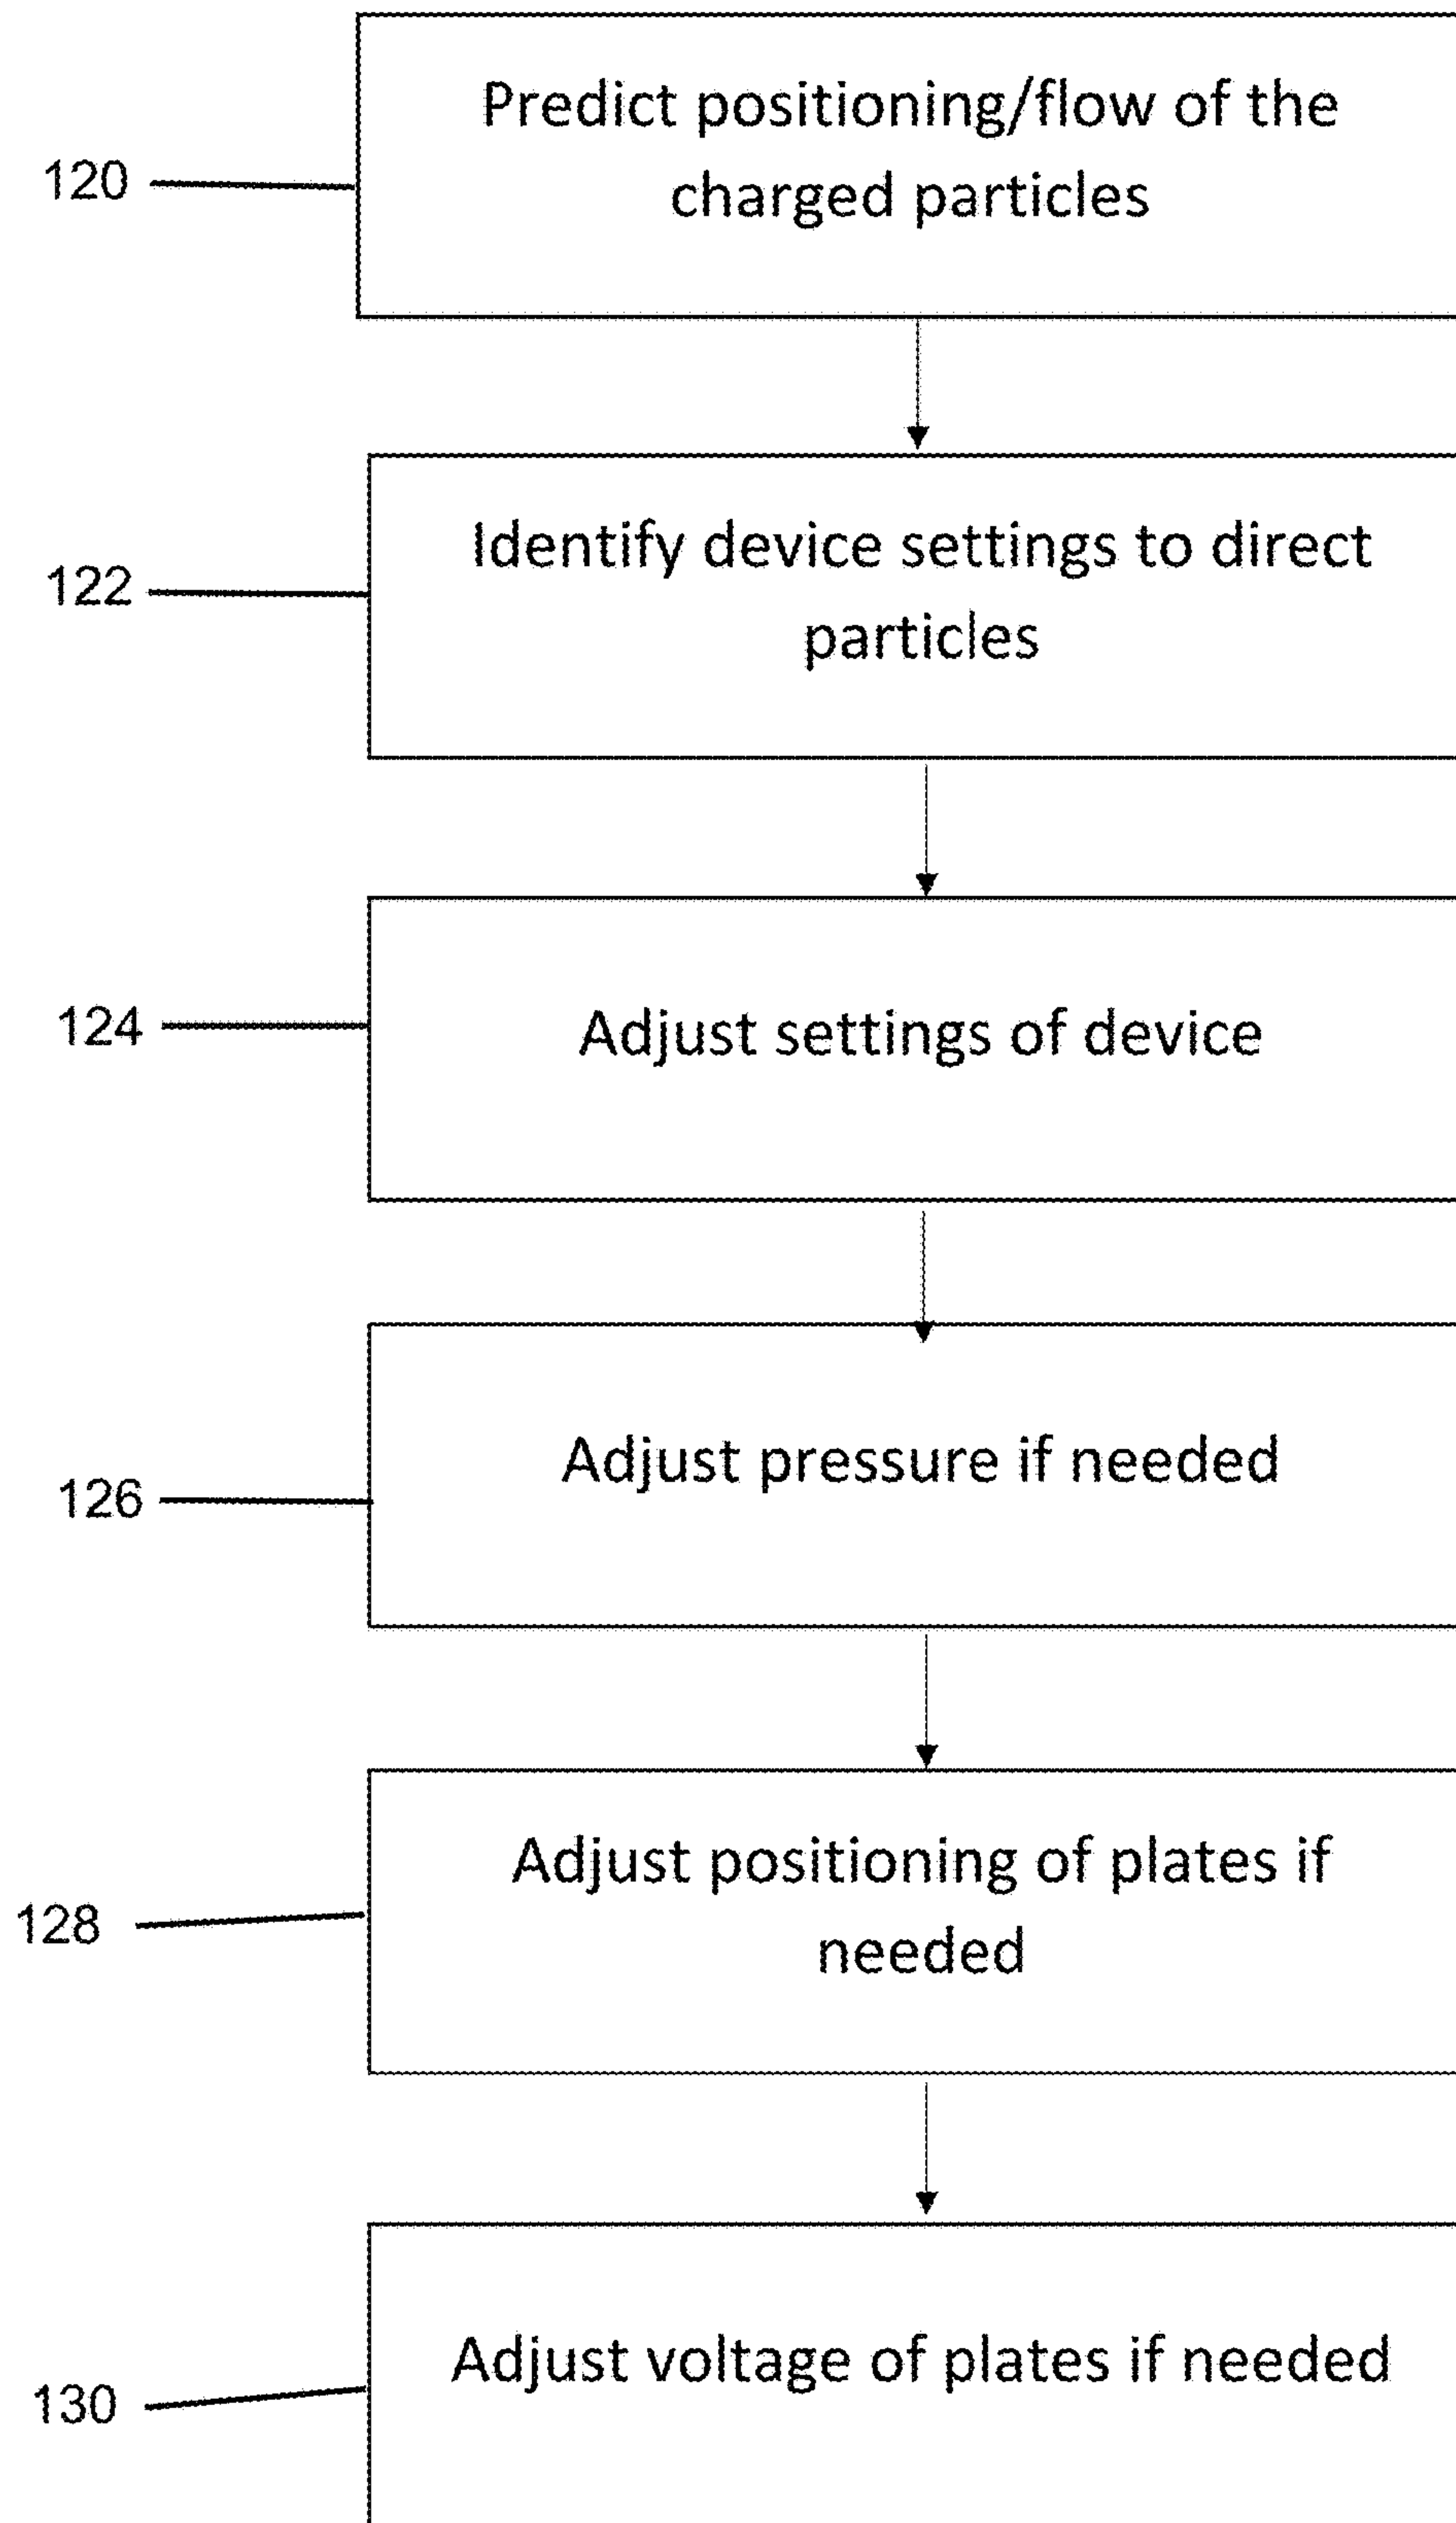 Predict positioning/flow of the
charged particles
120
Identify device settings to direct
particles
122
Adjust settings of device
124
Adjust pressure if needed
126
Adjust positioning of plates if
needed
128
Adjust voltage of plates if needed
130